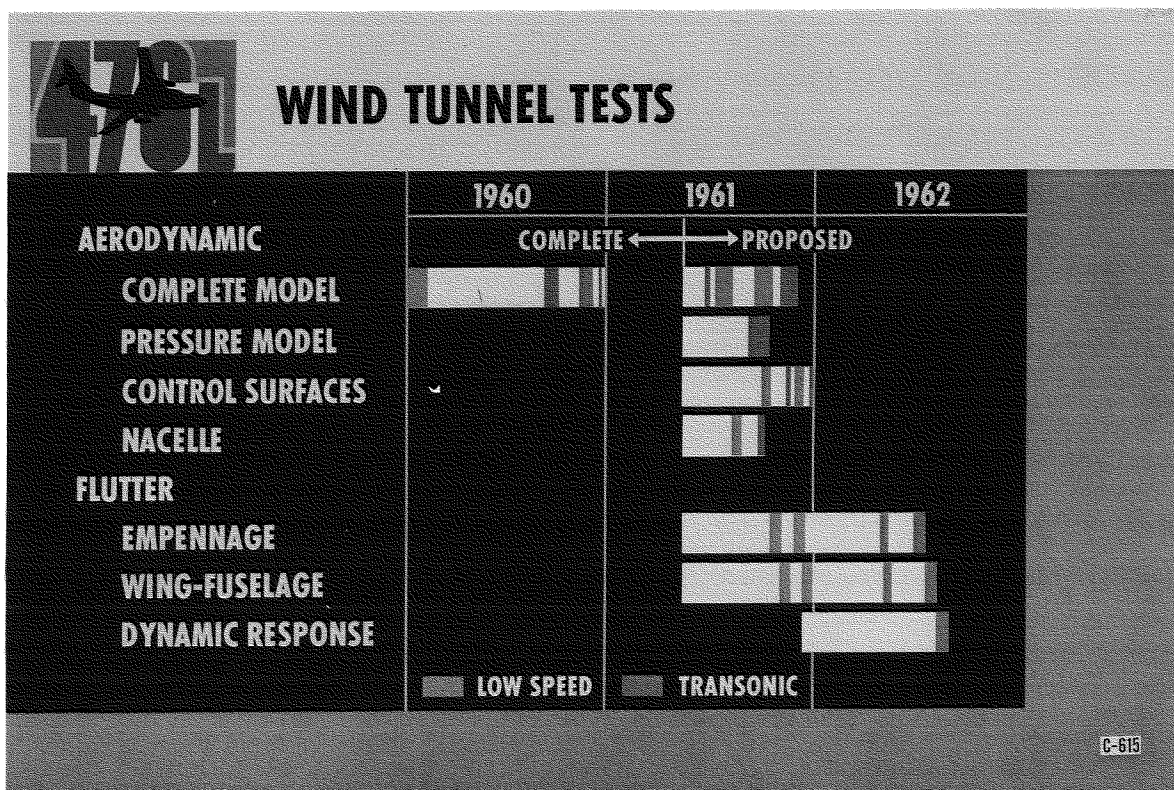 476L
WIND TUNNEL TESTS
1960 1961 1962
AERODYNAMIC COMPLETE PROPOSED
COMPLETE MODEL
PRESSURE MODEL
CONTROL SURFACES
NACELLE
FLUTTER
EMPENNAGE
WING-FUSELAGE
DYNAMIC RESPONSE
LOW SPEED TRANSONIC
C-615